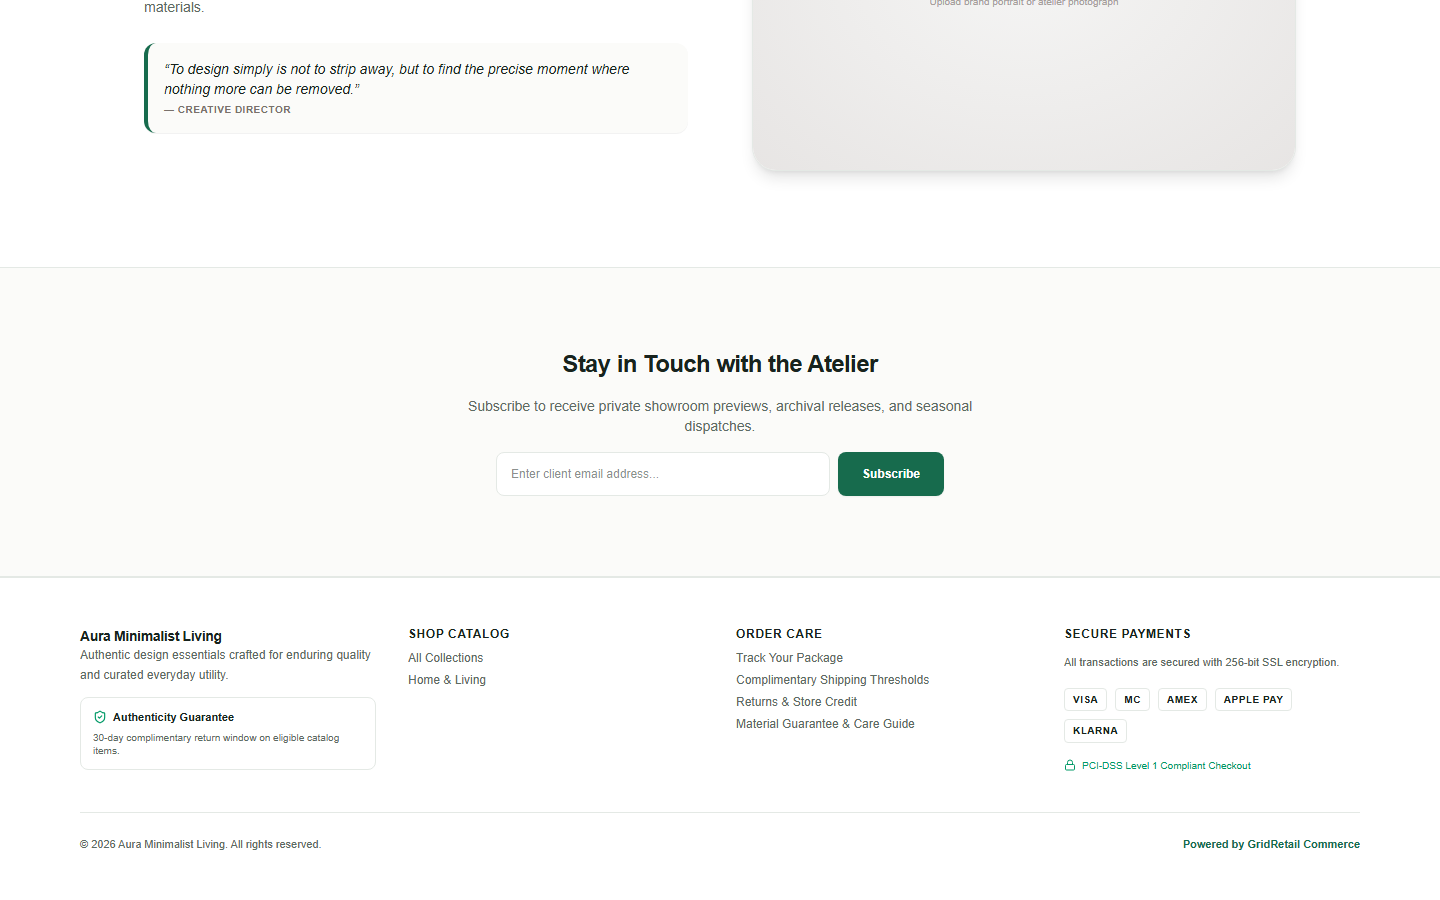 materials.
Upload brand portrait or atelier photograph
“To design simply is not to strip away, but to find the precise moment where
nothing more can be removed.”
— CREATIVE DIRECTOR
Stay in Touch with the Atelier
Subscribe to receive private showroom previews, archival releases, and seasonal
dispatches.
Enter client email address...
Subscribe
Aura Minimalist Living
Authentic design essentials crafted for enduring quality
and curated everyday utility.
Authenticity Guarantee
30-day complimentary return window on eligible catalog
items.
SHOP CATALOG
All Collections
Home & Living
ORDER CARE
Track Your Package
Complimentary Shipping Thresholds
Returns & Store Credit
Material Guarantee & Care Guide
SECURE PAYMENTS
All transactions are secured with 256-bit SSL encryption.
VISA MC AMEX APPLE PAY
KLARNA
PCI-DSS Level 1 Compliant Checkout
© 2026 Aura Minimalist Living. All rights reserved.
Powered by GridRetail Commerce